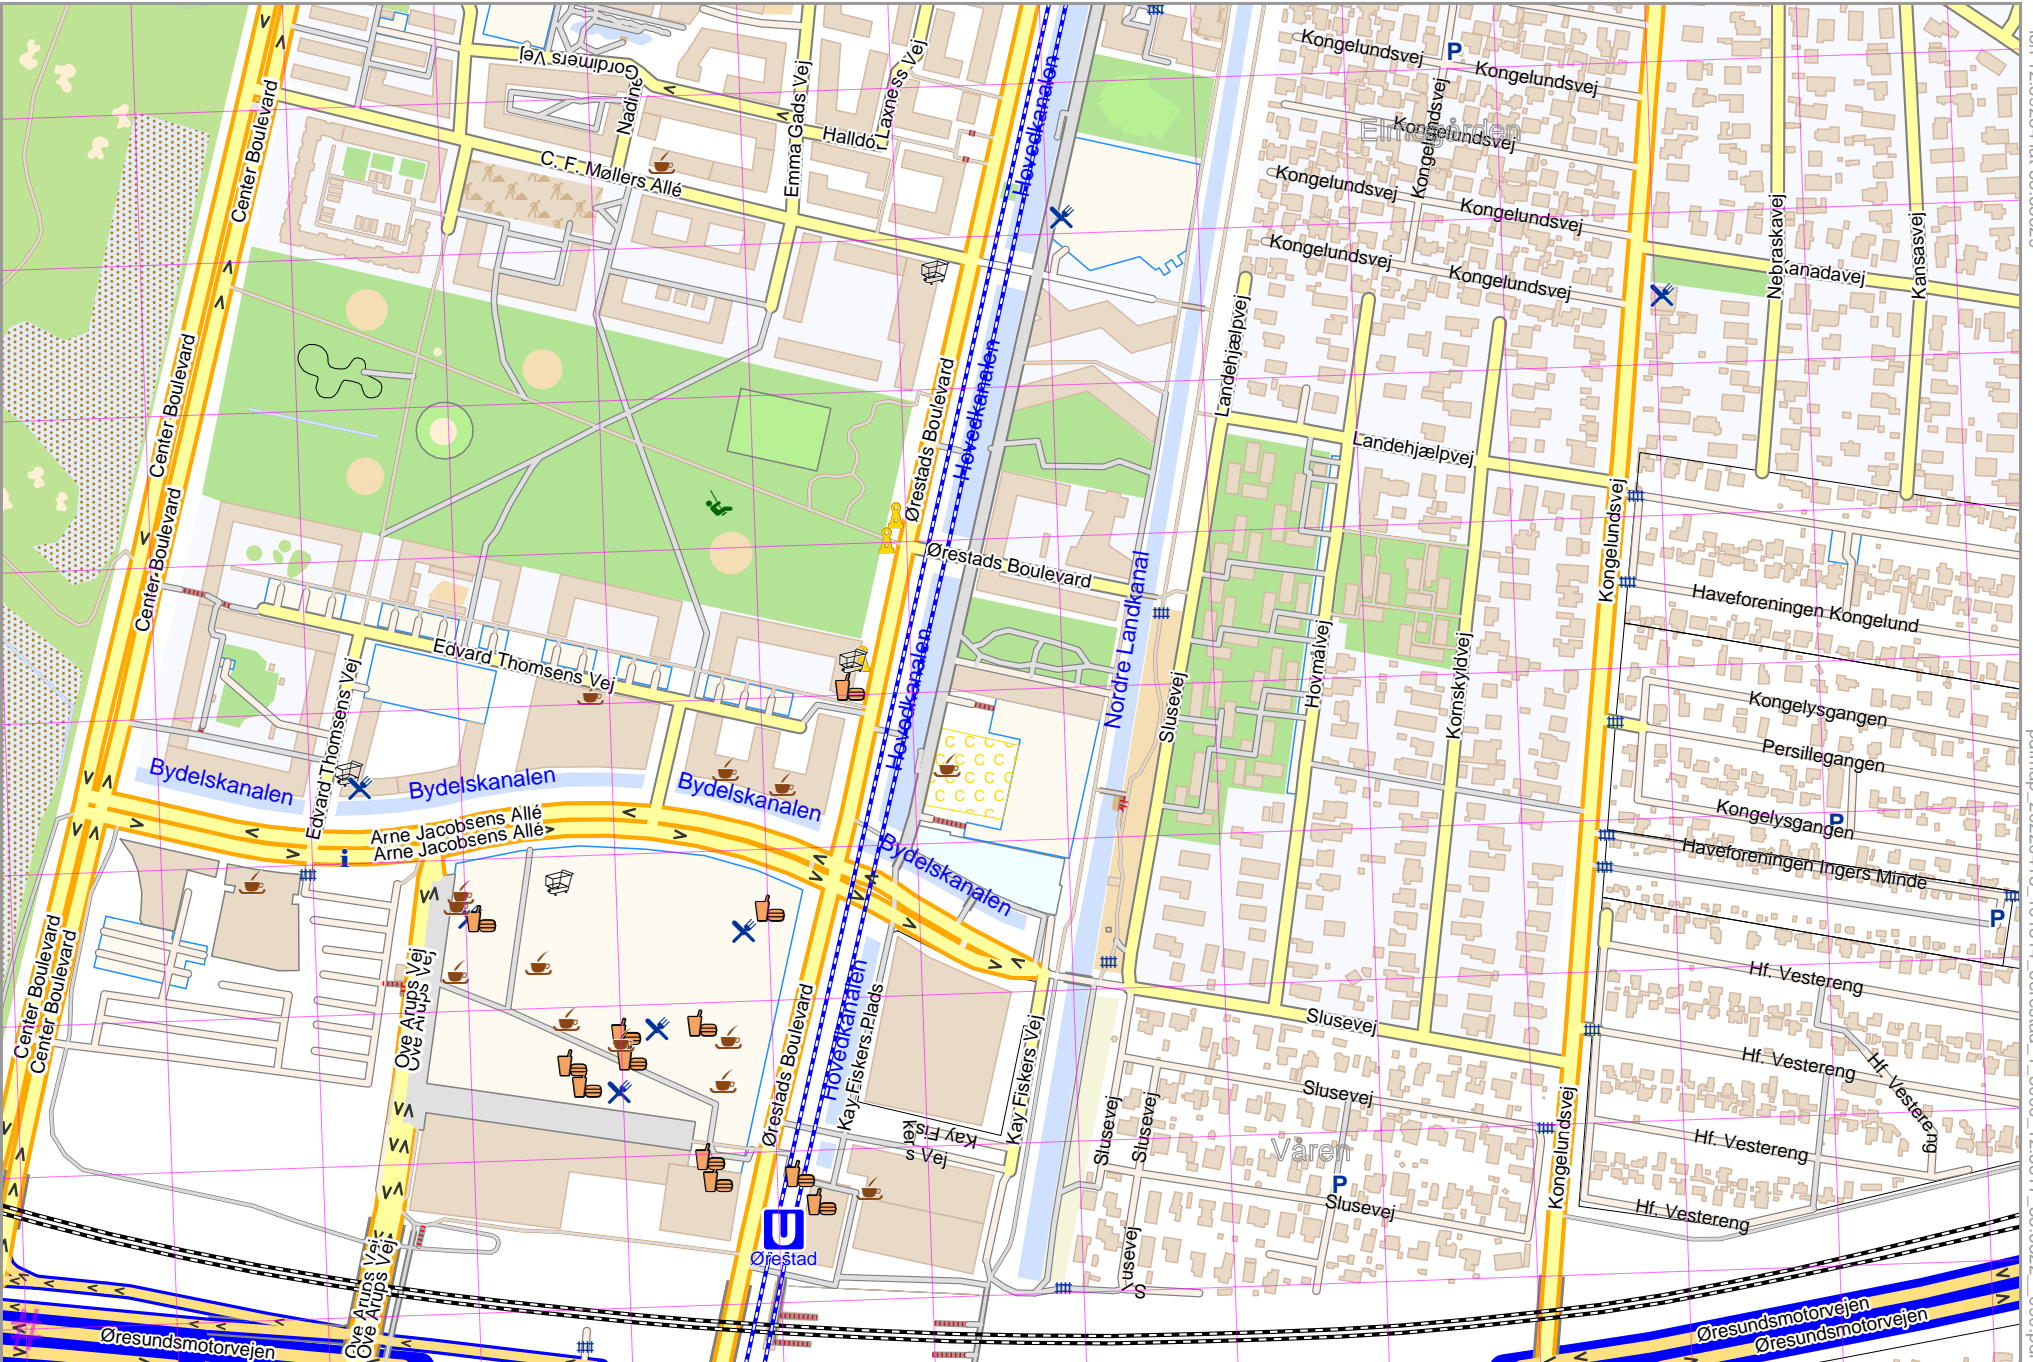 Kongelundsvej
P
Kongelundsvej
Gordimers Vej
Nadine
Emma Gads Vej
Halldór Laxness Vej
Hovedkanalen
Center Boulevard
C. F. Møllers Allé
Elmegården
Kongelundsvej
Kongelundsvej
Kongelundsvej
Kongelundsvej
Kongelundsvej
Kongelundsvej
Nebraskavej
Kanadavej
Kansasvej
Center Boulevard
Ørestads Boulevard
Hovedkanalen
Landehjælpvej
Landehjælpvej
Kongelundsvej
Center Boulevard
Ørestads Boulevard
Nordre Landkanal
Haveforeningen Kongelund
Edvard Thomsens Vej
Edvard Thomsens Vej
Hovedkanalen
Slusevej
Hovmålvej
Kornskyldvej
Kongelysgangen
Persillegangen
Kongelysgangen
P
Haveforeningen Ingers Minde
P
Bydelskanalen
Bydelskanalen
Bydelskanalen
Bydelskanalen
Arne Jacobsens Allé
Arne Jacobsens Allé
i
Center Boulevard
Center Boulevard
Ove Arups Vej
Ove Arups Vej
Ørestads Boulevard
Hovedkanalen
Kay Fiskers Plads
Kay Fiskers Vej
Kay Fiskers Vej
Slusevej
Slusevej
Slusevej
Slusevej
Våren
P
Slusevej
Slusevej
Kongelundsvej
Hf. Vestereng
Hf. Vestereng
Hf. Vestereng
Hf. Vestereng
Hf. Vestereng
U
Ørestad
Ove Arups Vej
Ove Arups Vej
Øresundsmotorvejen
Øresundsmotorvejen
Øresundsmotorvejen